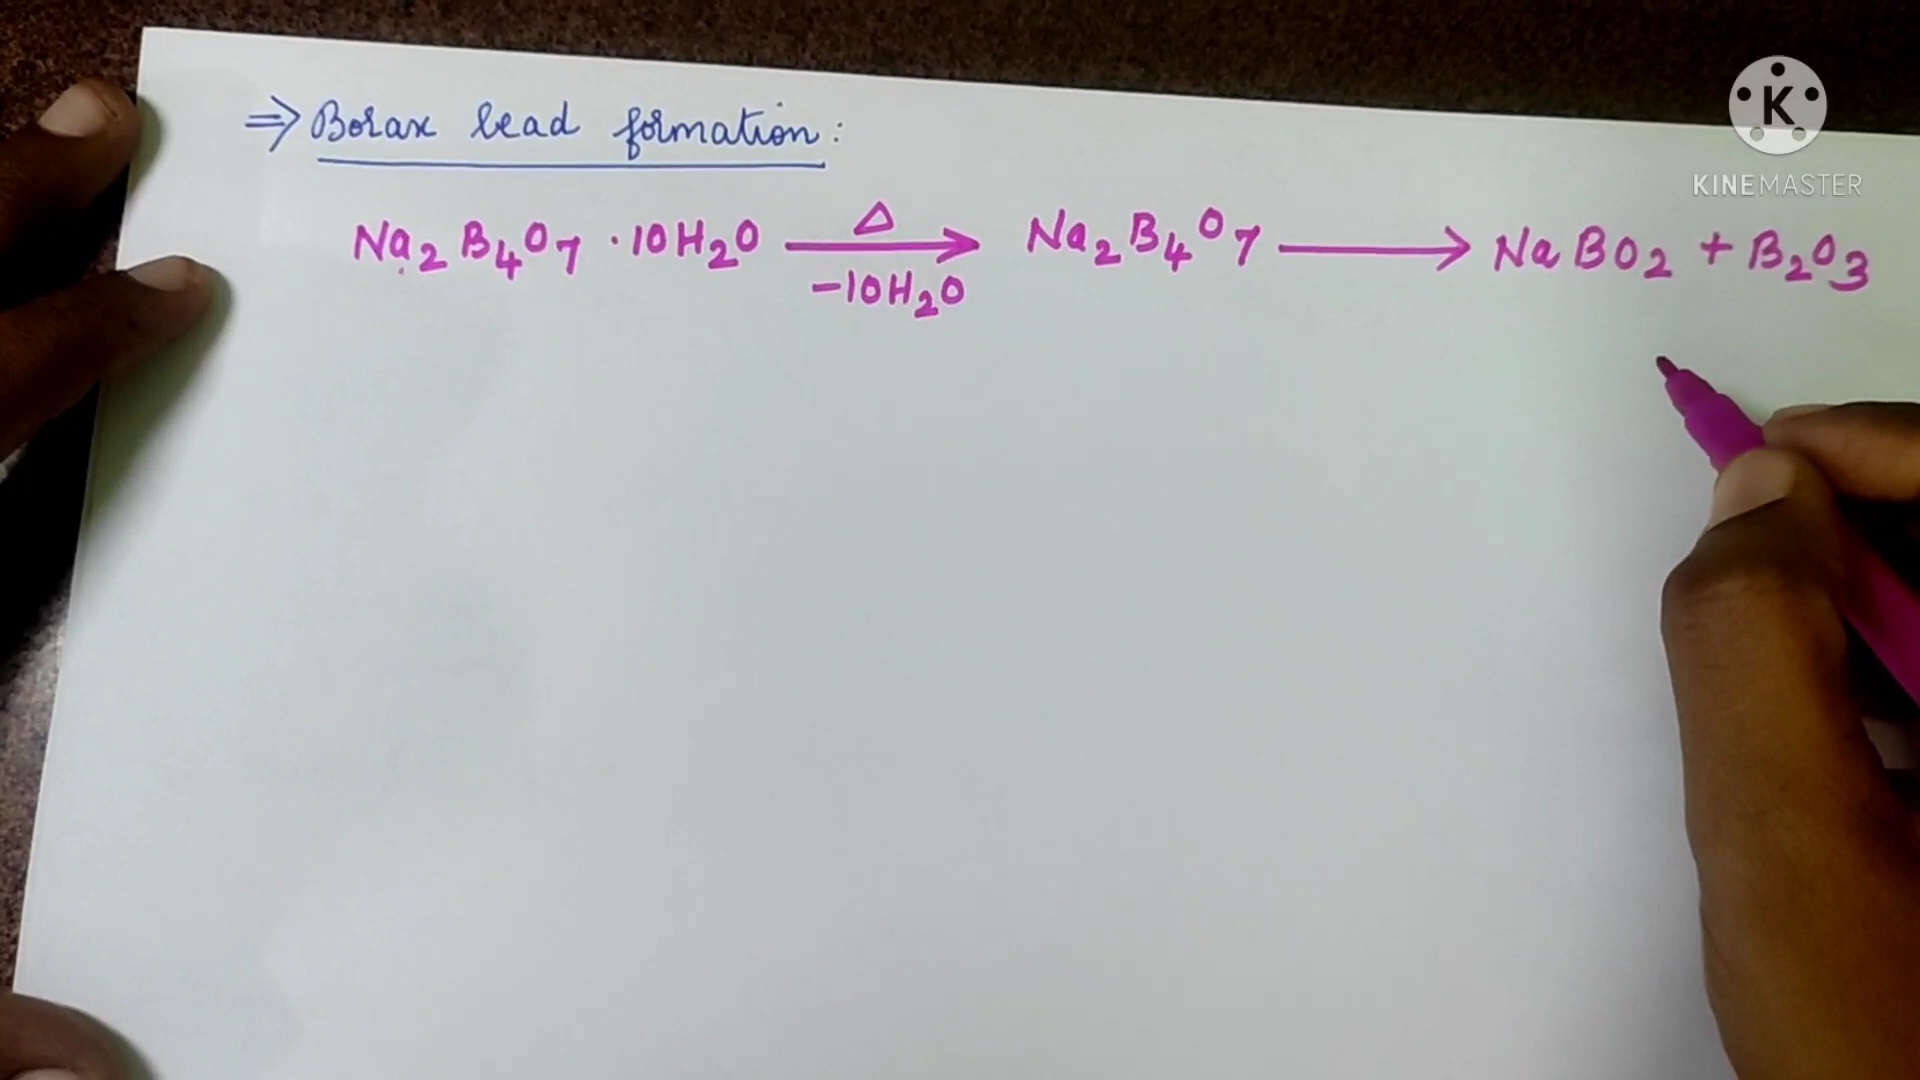 ⇒ Borax bead formation:
Na₂B₄O₇ · 10H₂O —Δ→ Na₂B₄O₇ ⟶ NaBO₂ + B₂O₃
−10H₂O
K
KINEMASTER